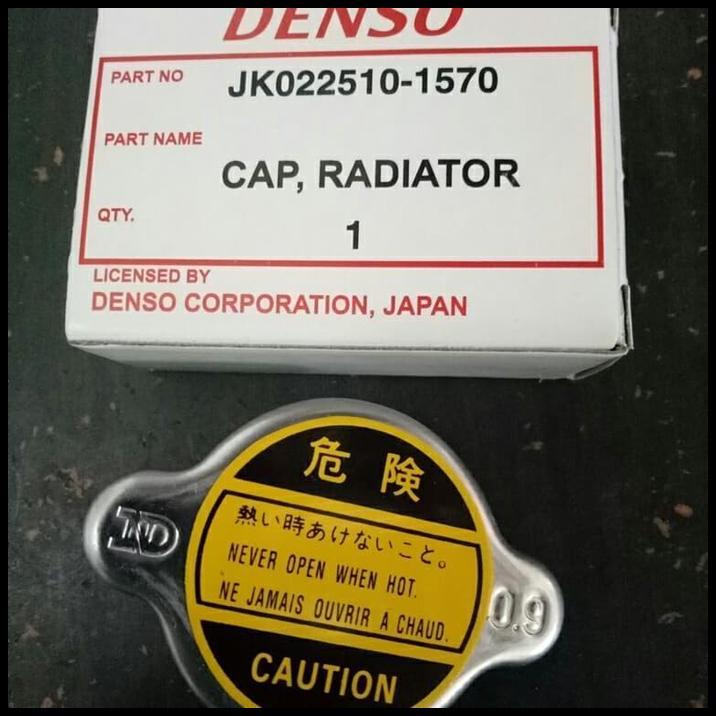 DENSO
PART NO JK022510-1570
PART NAME
CAP, RADIATOR
QTY.
1
LICENSED BY
DENSO CORPORATION, JAPAN
危険
熱い時あけないこと。
NEVER OPEN WHEN HOT.
NE JAMAIS OUVRIR A CHAUD.
CAUTION
0.9